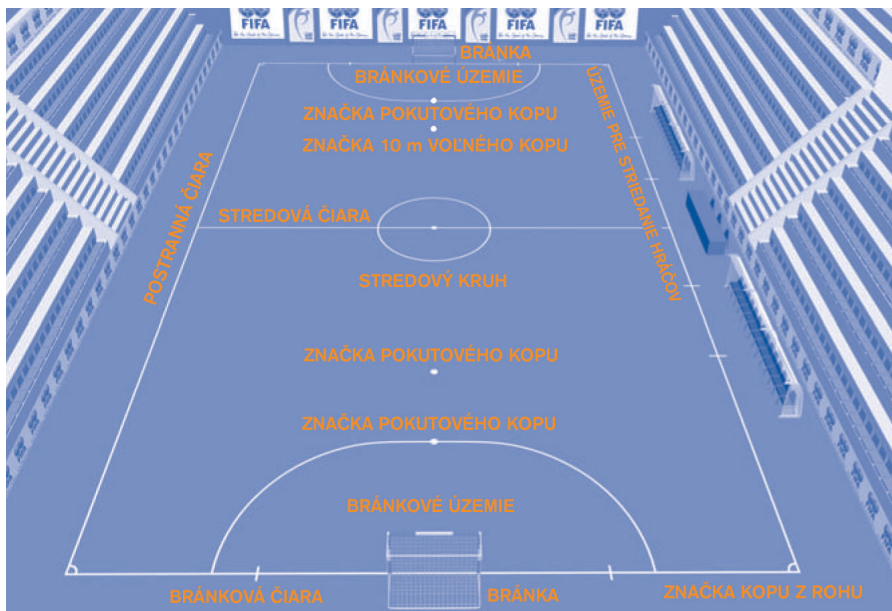 FIFA
FIFA
FIFA
FIFA
FIFA
BRÁNKA
BRÁNKOVÉ ÚZEMIE
ÚZEMIE PRE STRIEDANIE HRÁČOV
ZNAČKA POKUTOVÉHO KOPU
ZNAČKA 10 m VOĽNÉHO KOPU
POSTRANNÁ ČIARA
STREDOVÁ ČIARA
STREDOVÝ KRUH
ZNAČKA POKUTOVÉHO KOPU
ZNAČKA POKUTOVÉHO KOPU
BRÁNKOVÉ ÚZEMIE
BRÁNKOVÁ ČIARA
BRÁNKA
ZNAČKA KOPU Z ROHU